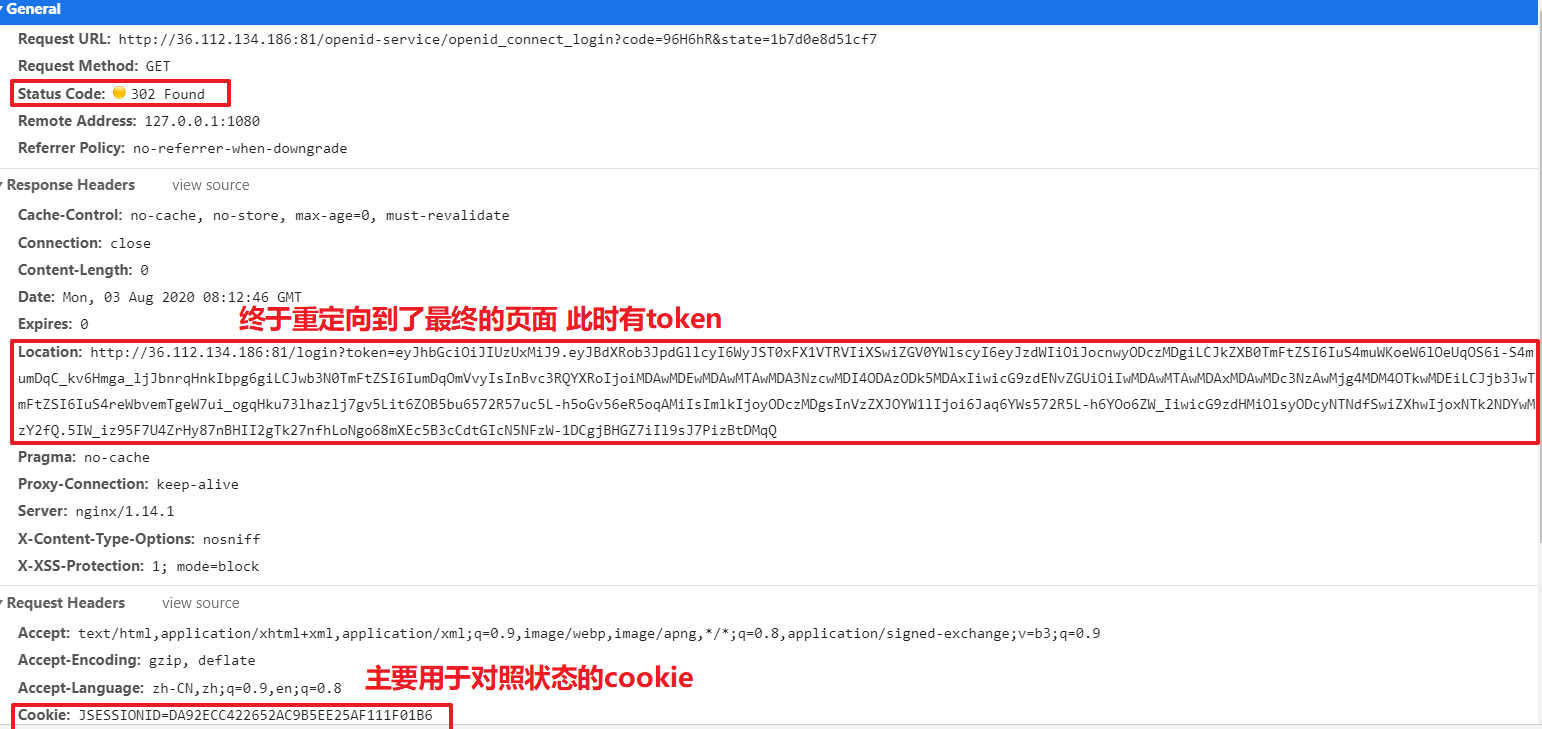 General
Request URL: http://36.112.134.186:81/openid-service/openid_connect_login?code=96H6hR&state=1b7d0e8d51cf7
Request Method: GET
Status Code: 302 Found
Remote Address: 127.0.0.1:1080
Referrer Policy: no-referrer-when-downgrade
Response Headers view source
Cache-Control: no-cache, no-store, max-age=0, must-revalidate
Connection: close
Content-Length: 0
Date: Mon, 03 Aug 2020 08:12:46 GMT
终于重定向到了最终的页面 此时有token
Expires: 0
Location: http://36.112.134.186:81/login?token=eyJhbGciOiJIUzUxMiJ9.eyJBdXRob3JpdGllcyI6WyJST0xFX1VTRVIiXSwiZGV0YWlscyI6eyJzdWIiOiJocnwyODczMDgiLCJkZXB0TmFtZSI6IuS4muWKoeW6lOeUqOS6i-S4m
umDqC_kv6Hmga_ljJbnrqHnkIbpg6giLCJwb3N0TmFtZSI6IumDqOmVvyIsInBvc3RQYXRoIjoiMDAwMDEwMDAwMTAwMDA3NzcwMDI4ODAzODk5MDAxIiwicG9zdENvZGUiOiIwMDAwMTAwMDAxMDAwMDc3NzAwMjg4MDM4OTkwMDEiLCJjb3JwT
mFtZSI6IuS4reWbvemTgeW7ui_ogqHku73lhazlj7gv5Lit6ZOB5bu6572R57uc5L-h5oGv56eR5oqAMiIsImlkIjoyODczMDgsInVzZXJOYW1lIjoi6Jaq6YWs572R5L-h6YOo6ZW_IiwicG9zdHMiOlsyODcyNTNdfSwiZXhwIjoxNTk2NDYwM
zY2fQ.5IW_iz95F7U4ZrHy87nBHII2gTk27nfhLoNgo68mXEc5B3cCdtGIcN5NFzW-1DCgjBHGZ7iIl9sJ7PizBtDMqQ
Pragma: no-cache
Proxy-Connection: keep-alive
Server: nginx/1.14.1
X-Content-Type-Options: nosniff
X-XSS-Protection: 1; mode=block
Request Headers view source
Accept: text/html,application/xhtml+xml,application/xml;q=0.9,image/webp,image/apng,*/*;q=0.8,application/signed-exchange;v=b3;q=0.9
Accept-Encoding: gzip, deflate
Accept-Language: zh-CN,zh;q=0.9,en;q=0.8
主要用于对照状态的cookie
Cookie: JSESSIONID=DA92ECC422652AC9B5EE25AF111F01B6